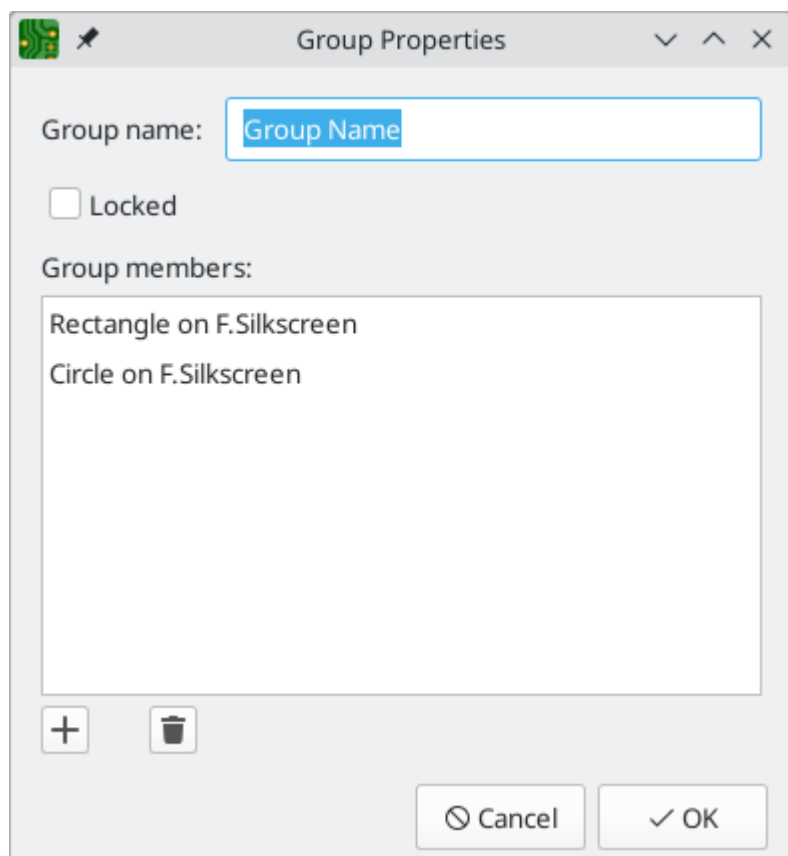 Group Properties
Group name: Group Name
Locked
Group members:
Rectangle on F.Silkscreen
Circle on F.Silkscreen
Cancel OK